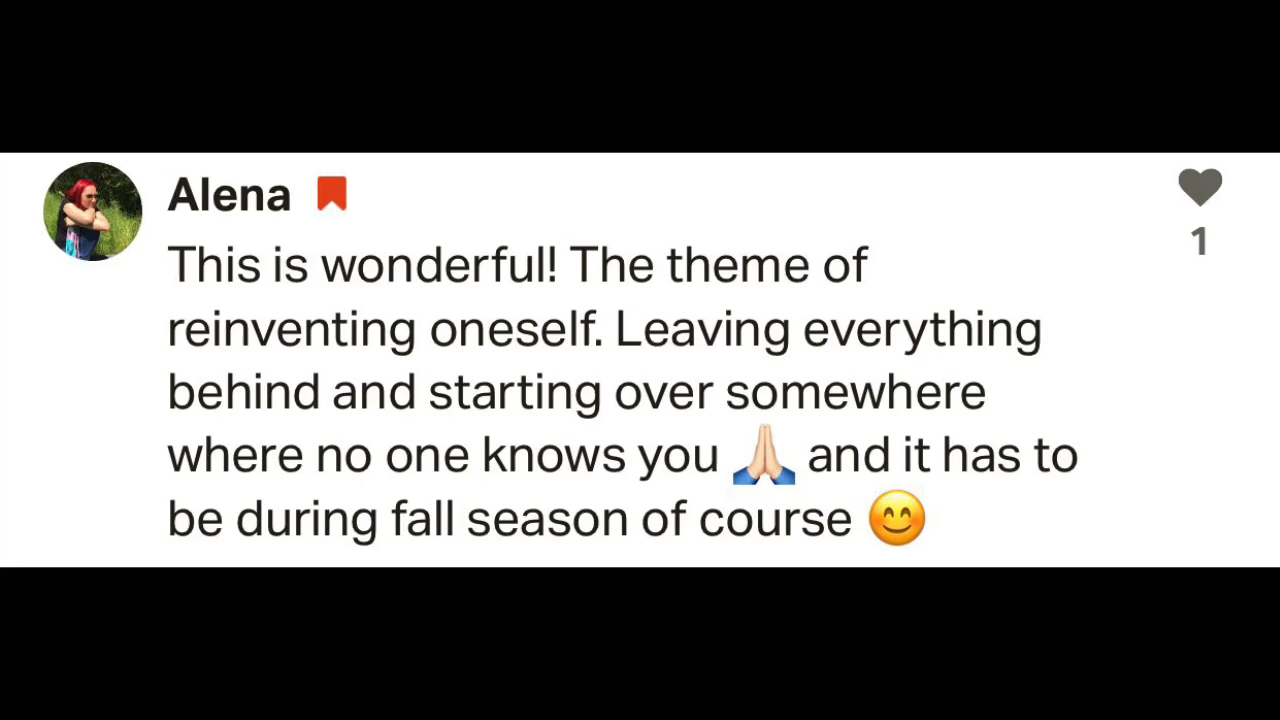 Alena
1
This is wonderful! The theme of
reinventing oneself. Leaving everything
behind and starting over somewhere
where no one knows you 🙏🏻 and it has to
be during fall season of course 😊